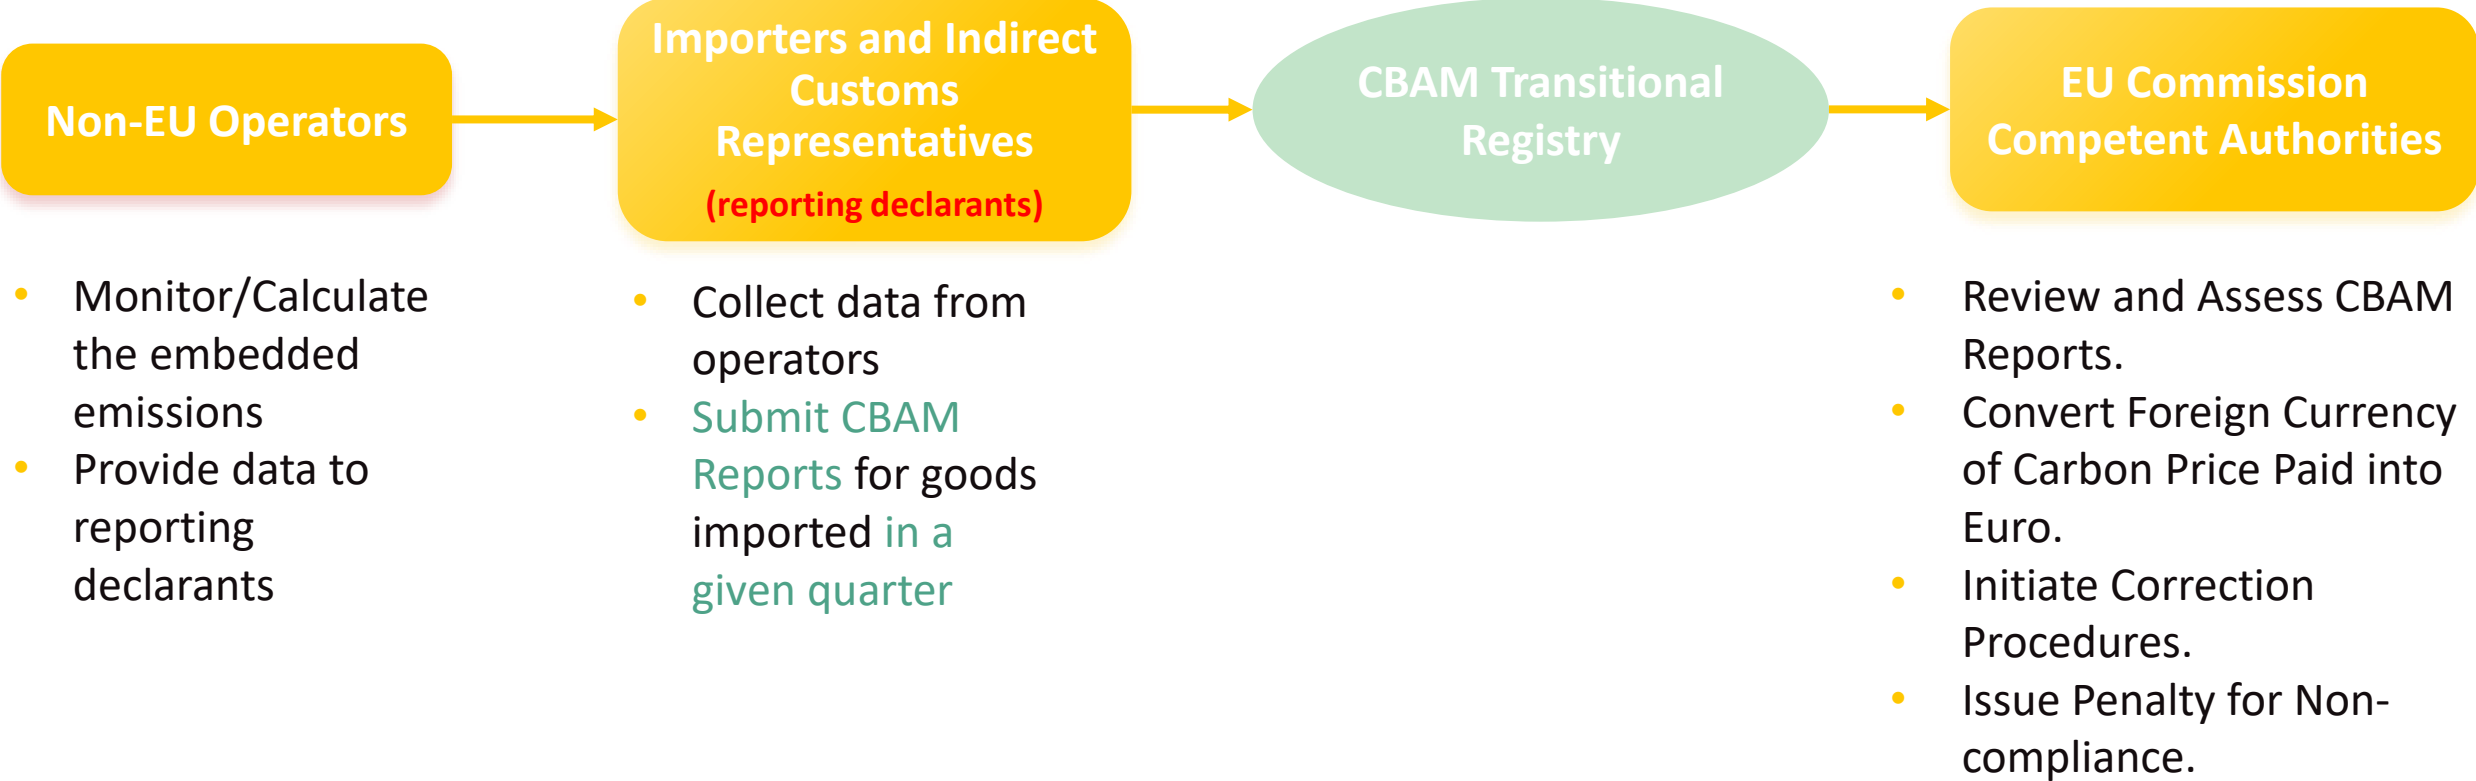 Non-EU Operators
• Monitor/Calculate
the embedded
emissions
• Provide data to
reporting
declarants
Importers and Indirect
Customs
Representatives
(reporting declarants)
• Collect data from
operators
• Submit CBAM
Reports for goods
imported in a
given quarter
CBAM Transitional
Registry
EU Commission
Competent Authorities
• Review and Assess CBAM
Reports.
• Convert Foreign Currency
of Carbon Price Paid into
Euro.
• Initiate Correction
Procedures.
• Issue Penalty for Non-
compliance.